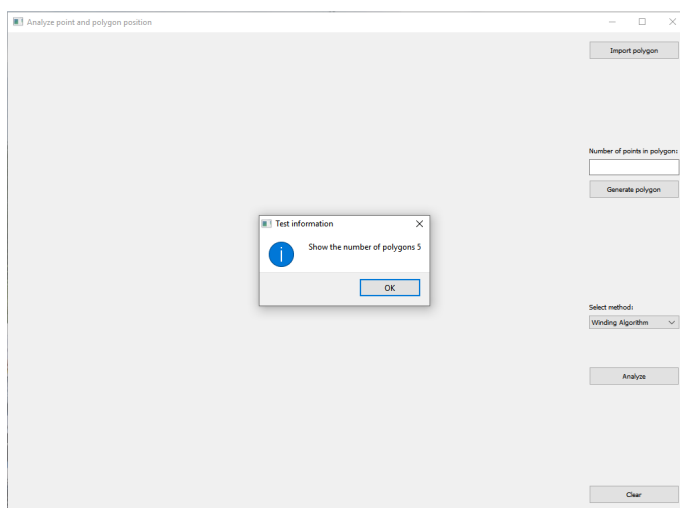 Analyze point and polygon position
Import polygon
Number of points in polygon:
Generate polygon
Test information
Show the number of polygons 5
OK
Select method:
Winding Algorithm
Analyze
Clear